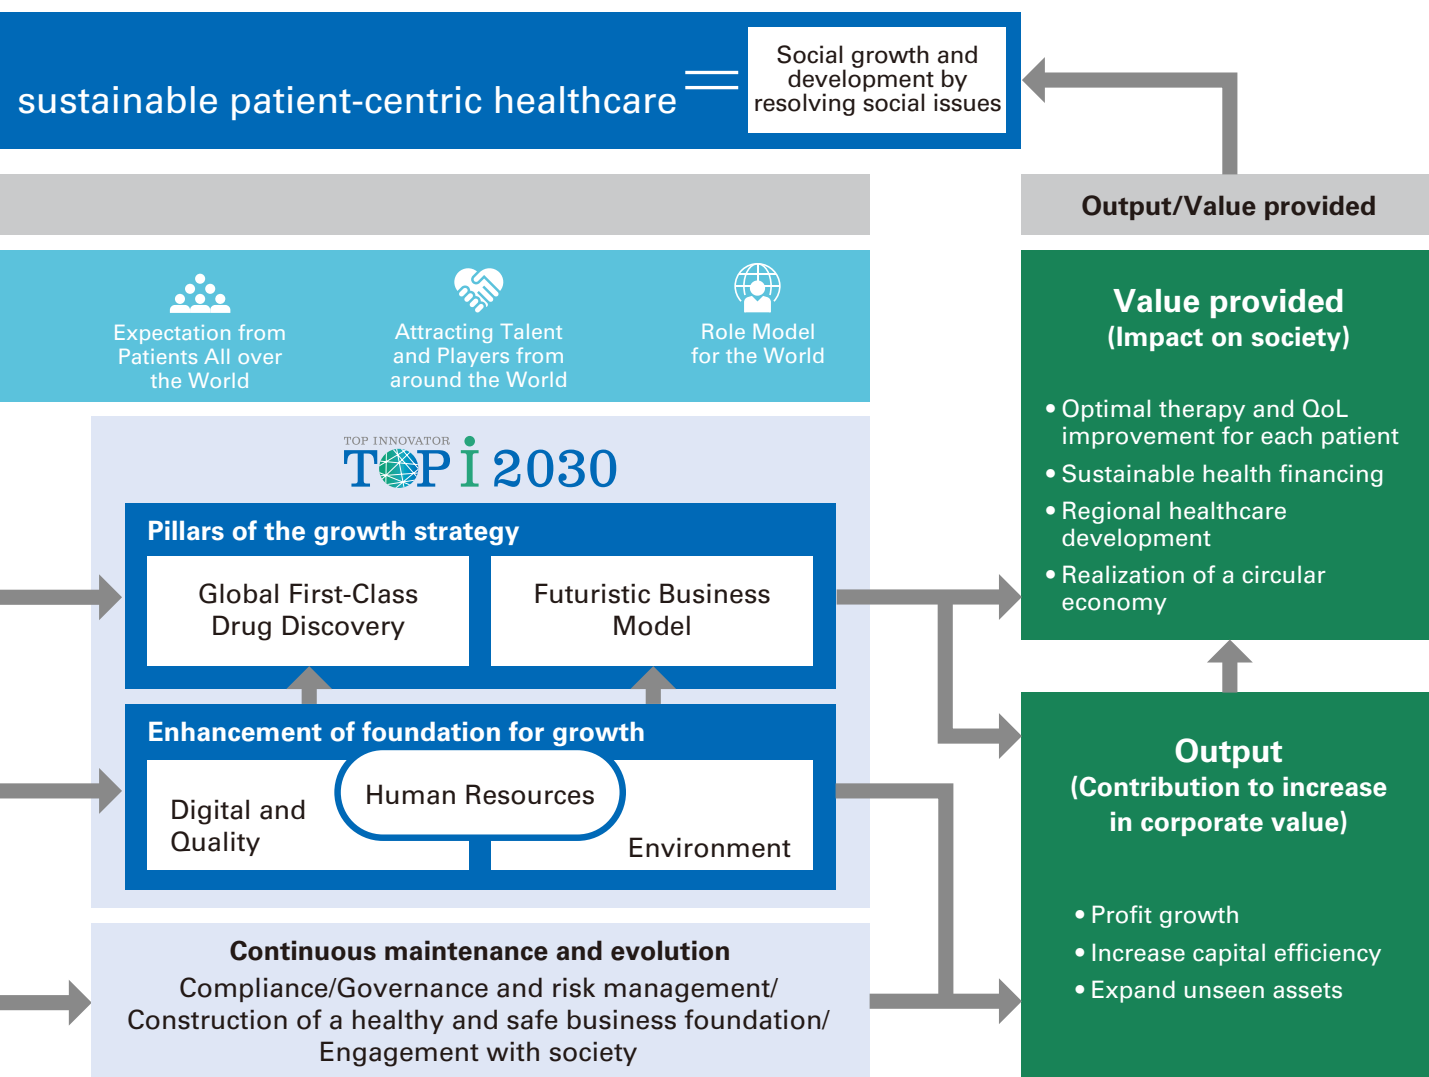 sustainable patient-centric healthcare
=
Social growth and
development by
resolving social issues
Output/Value provided
Expectation from
Patients All over
the World
Attracting Talent
and Players from
around the World
Role Model
for the World
TOP INNOVATOR
TOP i 2030
Pillars of the growth strategy
Global First-Class
Drug Discovery
Futuristic Business
Model
Enhancement of foundation for growth
Digital and
Quality
Human Resources
Environment
Continuous maintenance and evolution
Compliance/Governance and risk management/
Construction of a healthy and safe business foundation/
Engagement with society
Value provided
(Impact on society)
• Optimal therapy and QoL
improvement for each patient
• Sustainable health financing
• Regional healthcare
development
• Realization of a circular
economy
Output
(Contribution to increase
in corporate value)
• Profit growth
• Increase capital efficiency
• Expand unseen assets